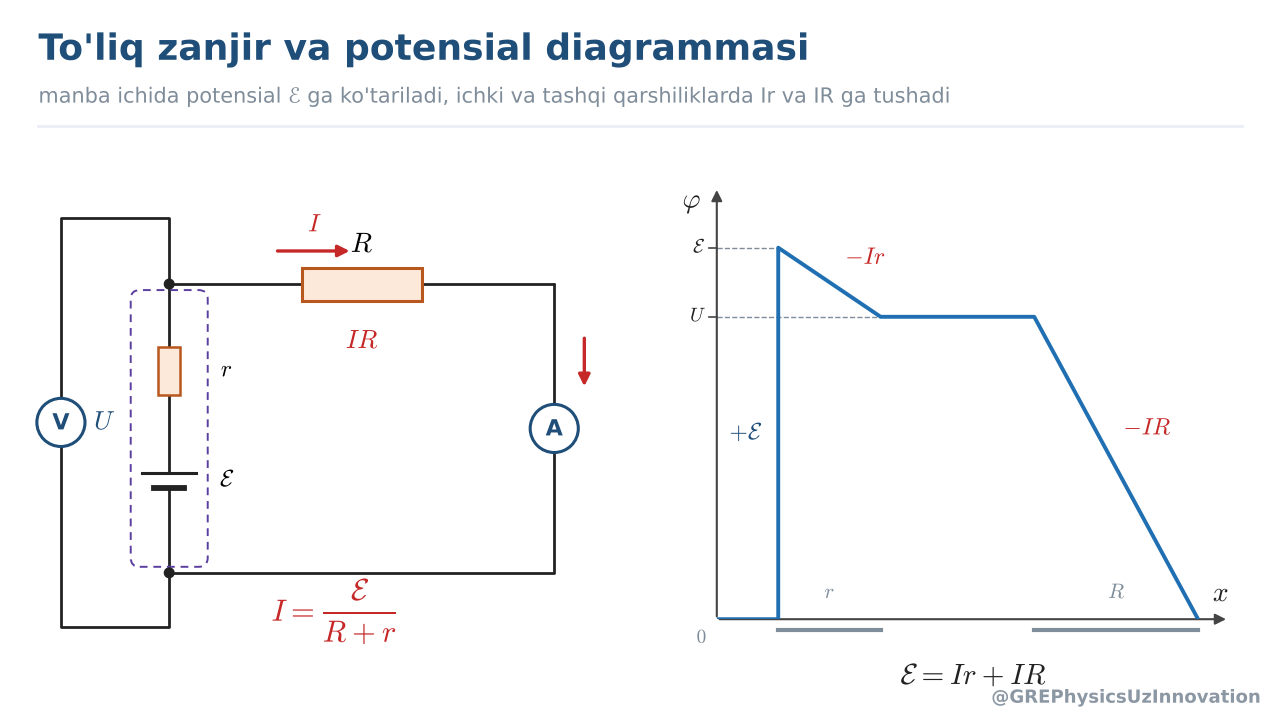 To'liq zanjir va potensial diagrammasi
manba ichida potensial ℰ ga ko'tariladi, ichki va tashqi qarshiliklarda Ir va IR ga tushadi
I
R
IR
r
V
U
A
ℰ
I = ℰ / (R + r)
φ
ℰ
−Ir
U
+ℰ
−IR
r
R
x
0
ℰ = Ir + IR
@GREPhysicsUzInnovation